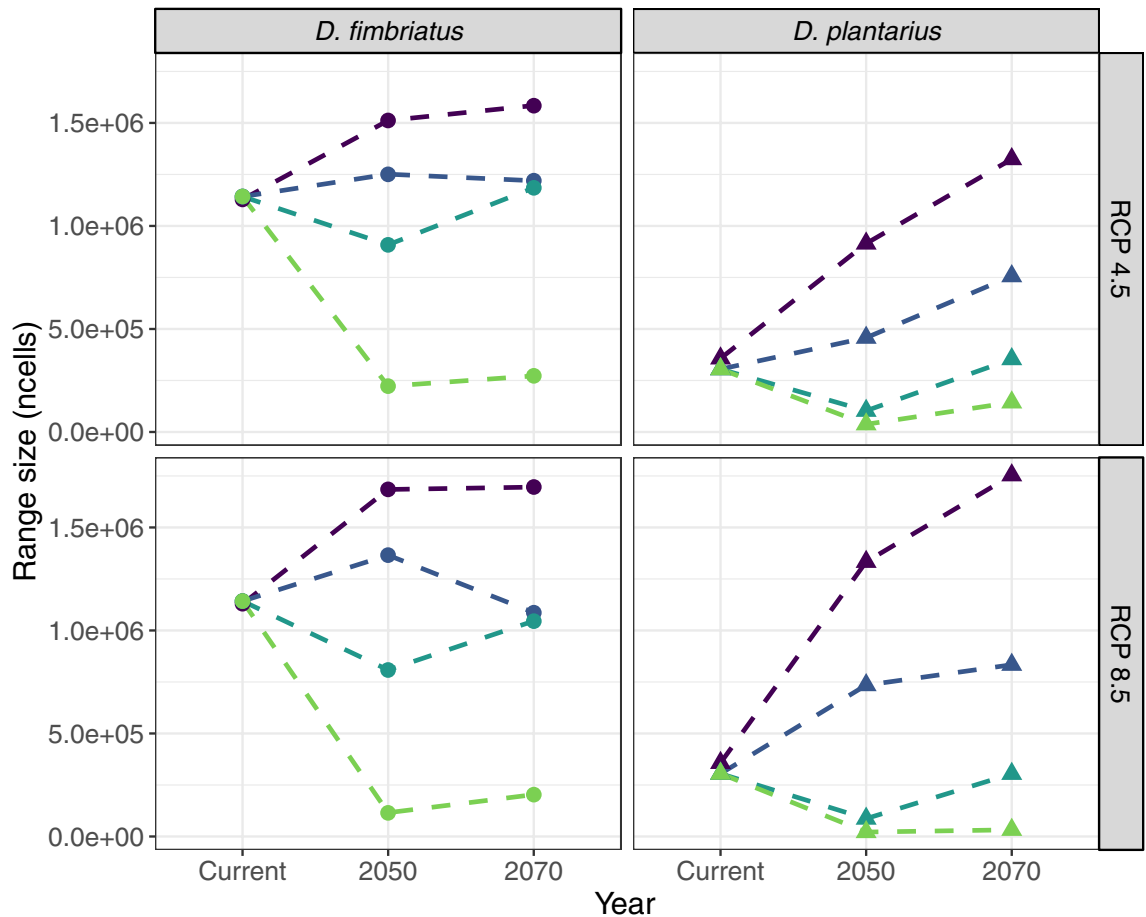 D. fimbriatus
D. plantarius
Range size (ncells)
1.5e+06
1.0e+06
5.0e+05
0.0e+00
RCP 4.5
1.5e+06
1.0e+06
5.0e+05
0.0e+00
RCP 8.5
Current 2050 2070
Current 2050 2070
Year